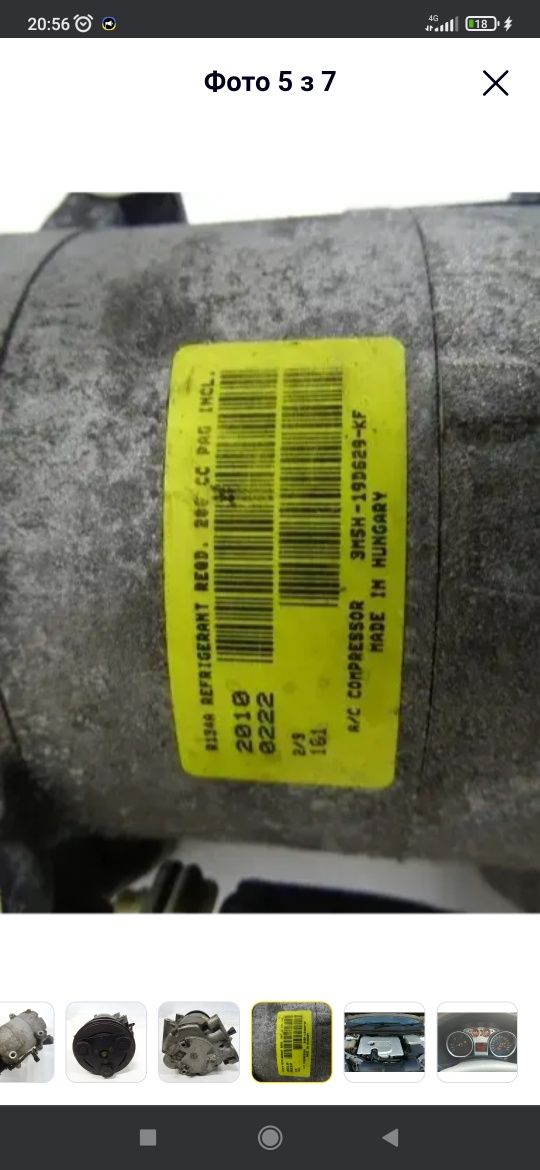 20:56
4G
18
Фото 5 з 7
R134A REFRIGERANT REQD. 200 CC PAG INCL.
2010
0222
2/3
161
A/C COMPRESSOR 3M5H-19D629-KF
MADE IN HUNGARY